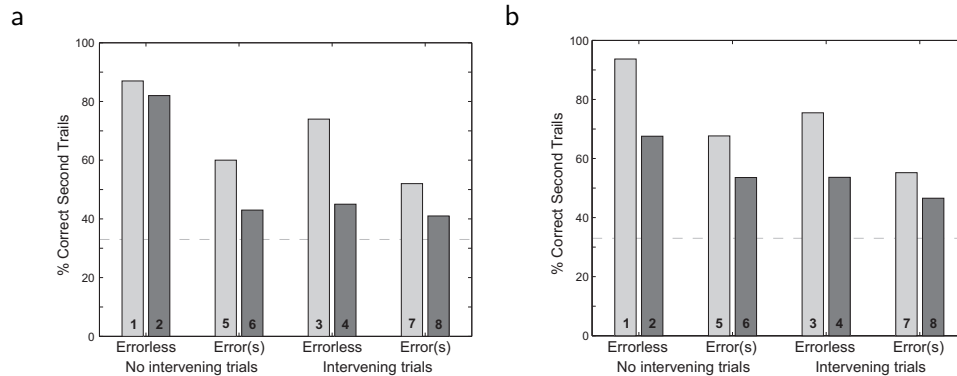 a
100
80
60
40
20
0
% Correct Second Trails
1 2 5 6 3 4 7 8
Errorless Error(s) Errorless Error(s)
No intervening trials Intervening trials
b
100
80
60
40
20
0
% Correct Second Trails
1 2 5 6 3 4 7 8
Errorless Error(s) Errorless Error(s)
No intervening trials Intervening trials